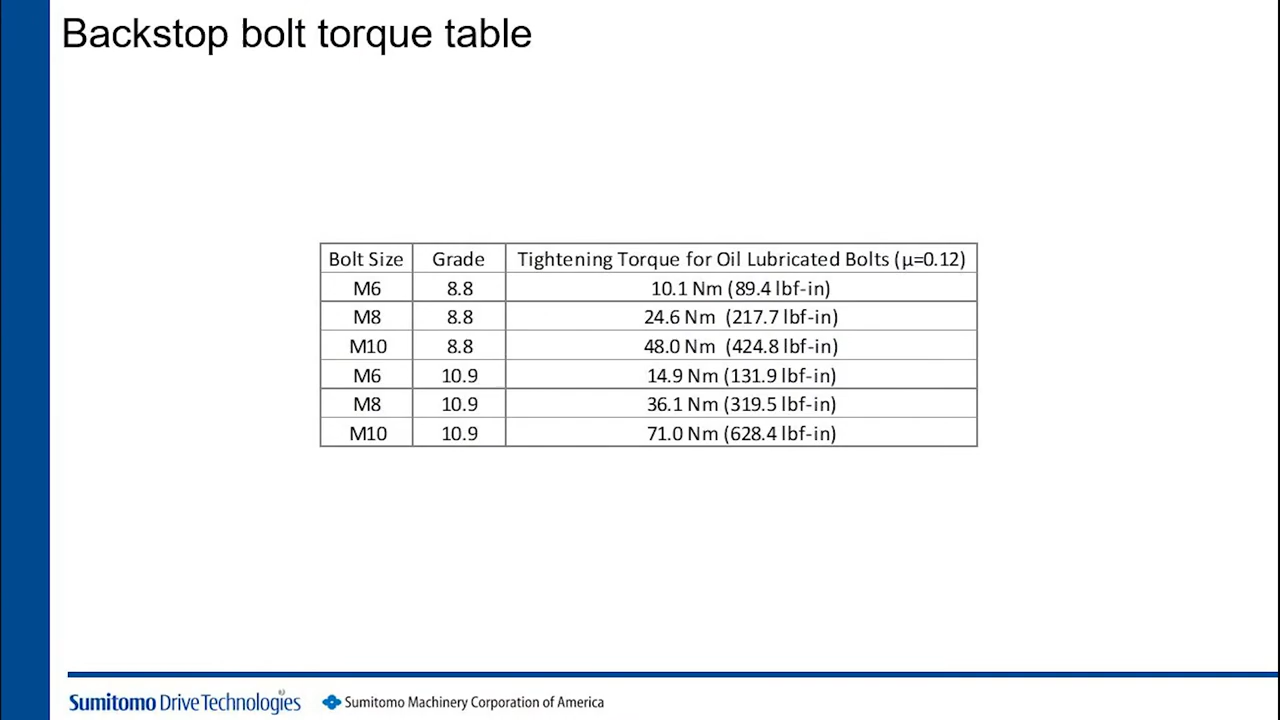 Backstop bolt torque table
Bolt Size Grade Tightening Torque for Oil Lubricated Bolts (µ=0.12)
M6 8.8 10.1 Nm (89.4 lbf-in)
M8 8.8 24.6 Nm (217.7 lbf-in)
M10 8.8 48.0 Nm (424.8 lbf-in)
M6 10.9 14.9 Nm (131.9 lbf-in)
M8 10.9 36.1 Nm (319.5 lbf-in)
M10 10.9 71.0 Nm (628.4 lbf-in)
Sumitomo Drive Technologies Sumitomo Machinery Corporation of America